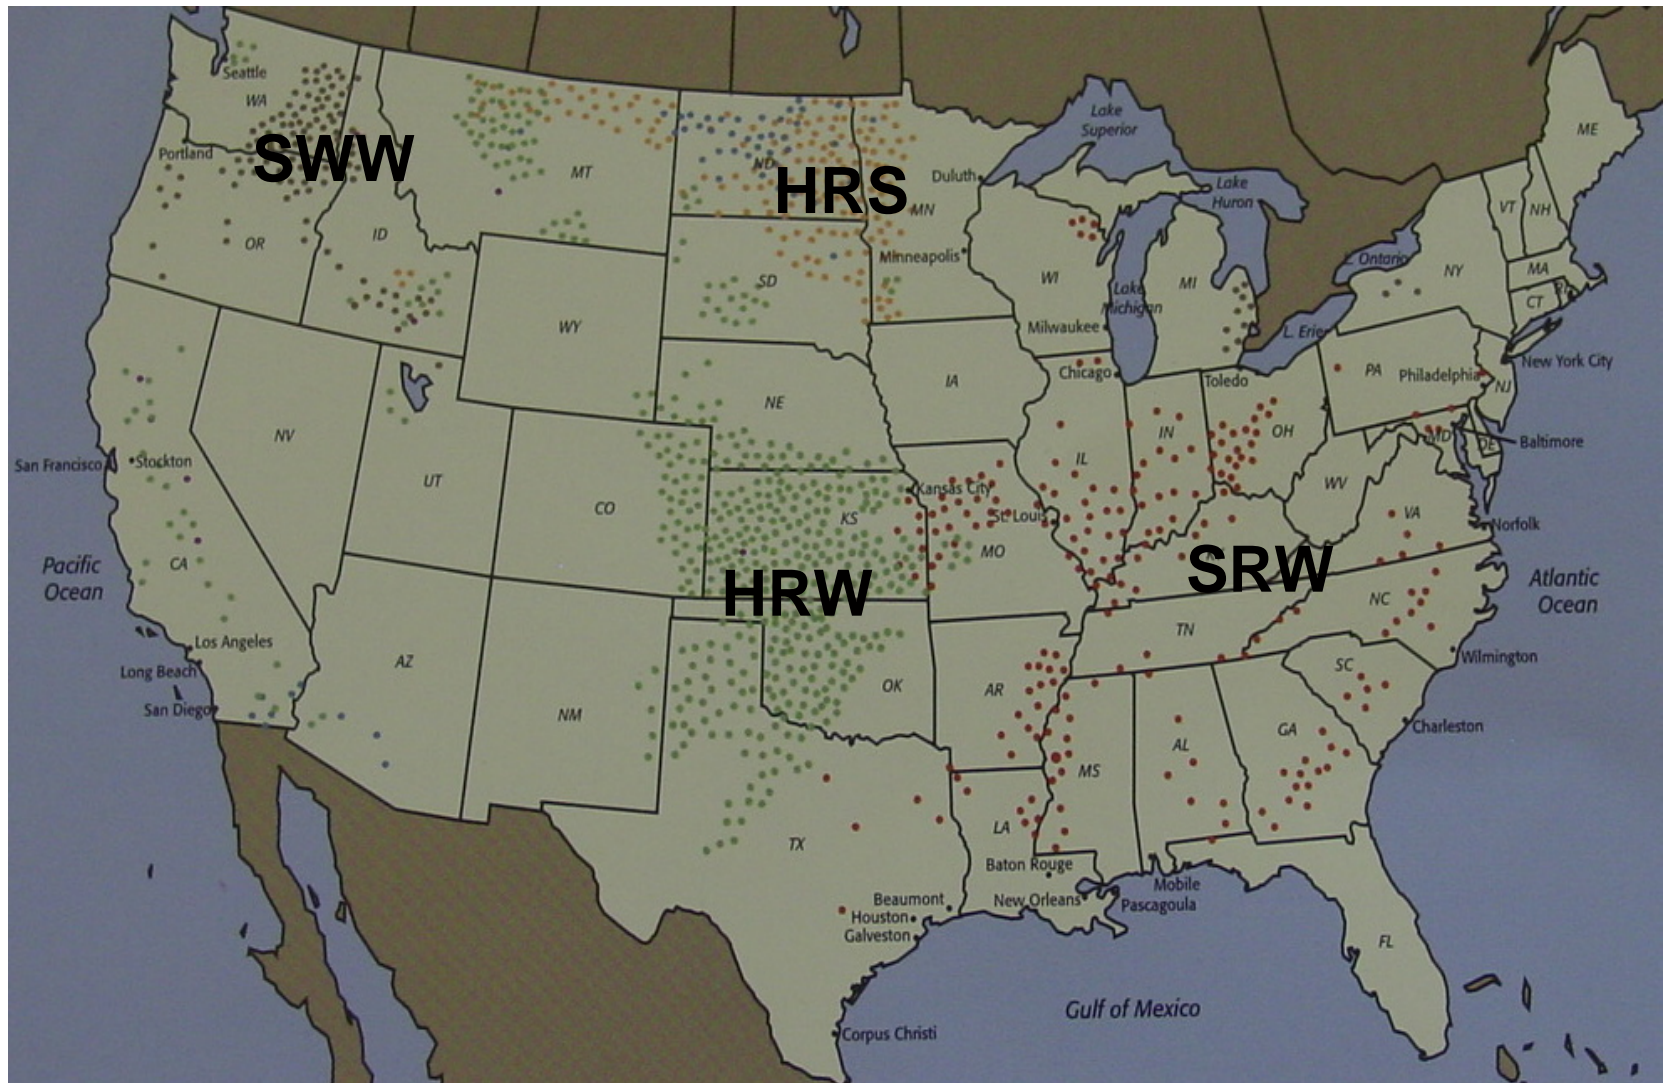 Seattle
WA
SWW
Portland
OR
ID
MT
ND
HRS
MN
Duluth
Lake
Superior
Lake
Huron
ME
VT
NH
Minneapolis
WI
Lake
Michigan
MI
L. Ontario
NY
MA
CT
RI
SD
WY
Milwaukee
L. Erie
Chicago
Toledo
PA
Philadelphia
New York City
NJ
IA
NE
NV
UT
CO
San Francisco
Stockton
IL
IN
OH
MD
DE
Baltimore
WV
VA
Norfolk
Kansas City
St. Louis
KS
MO
CA
Pacific
Ocean
HRW
SRW
Atlantic
Ocean
NC
TN
Wilmington
Los Angeles
Long Beach
San Diego
AZ
NM
OK
AR
SC
Charleston
MS
AL
GA
TX
LA
Baton Rouge
Beaumont
New Orleans
Mobile
Pascagoula
Houston
Galveston
FL
Gulf of Mexico
Corpus Christi